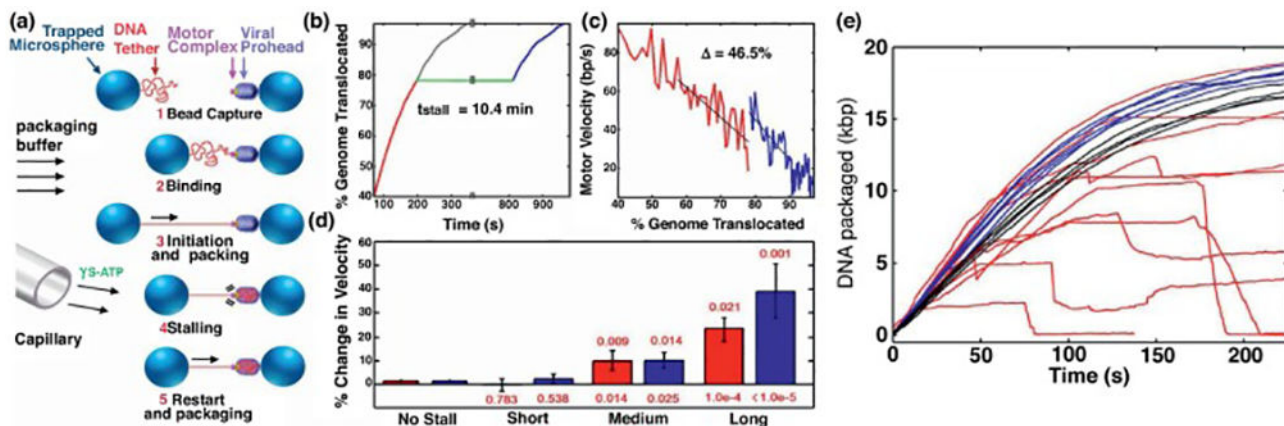 (a)
Trapped
Microsphere
DNA
Tether
Motor
Complex
Viral
Prohead
1 Bead Capture
packaging
buffer
2 Binding
3 Initiation
and packing
γS-ATP
4 Stalling
Capillary
5 Restart
and packaging
(b)
% Genome Translocated
90
80
70
60
50
40
tstall = 10.4 min
100 200 300 800 900
Time (s)
(c)
Motor Velocity (bp/s)
80
60
40
20
Δ = 46.5%
40 50 60 70 80 90
% Genome Translocated
(d)
% Change in Velocity
60
50
40
30
20
10
0
0.009 0.014 0.021 0.001
0.783 0.538 0.014 0.025 1.0e-4 <1.0e-5
No Stall Short Medium Long
(e)
DNA packaged (kbp)
20
15
10
5
0
0 50 100 150 200
Time (s)